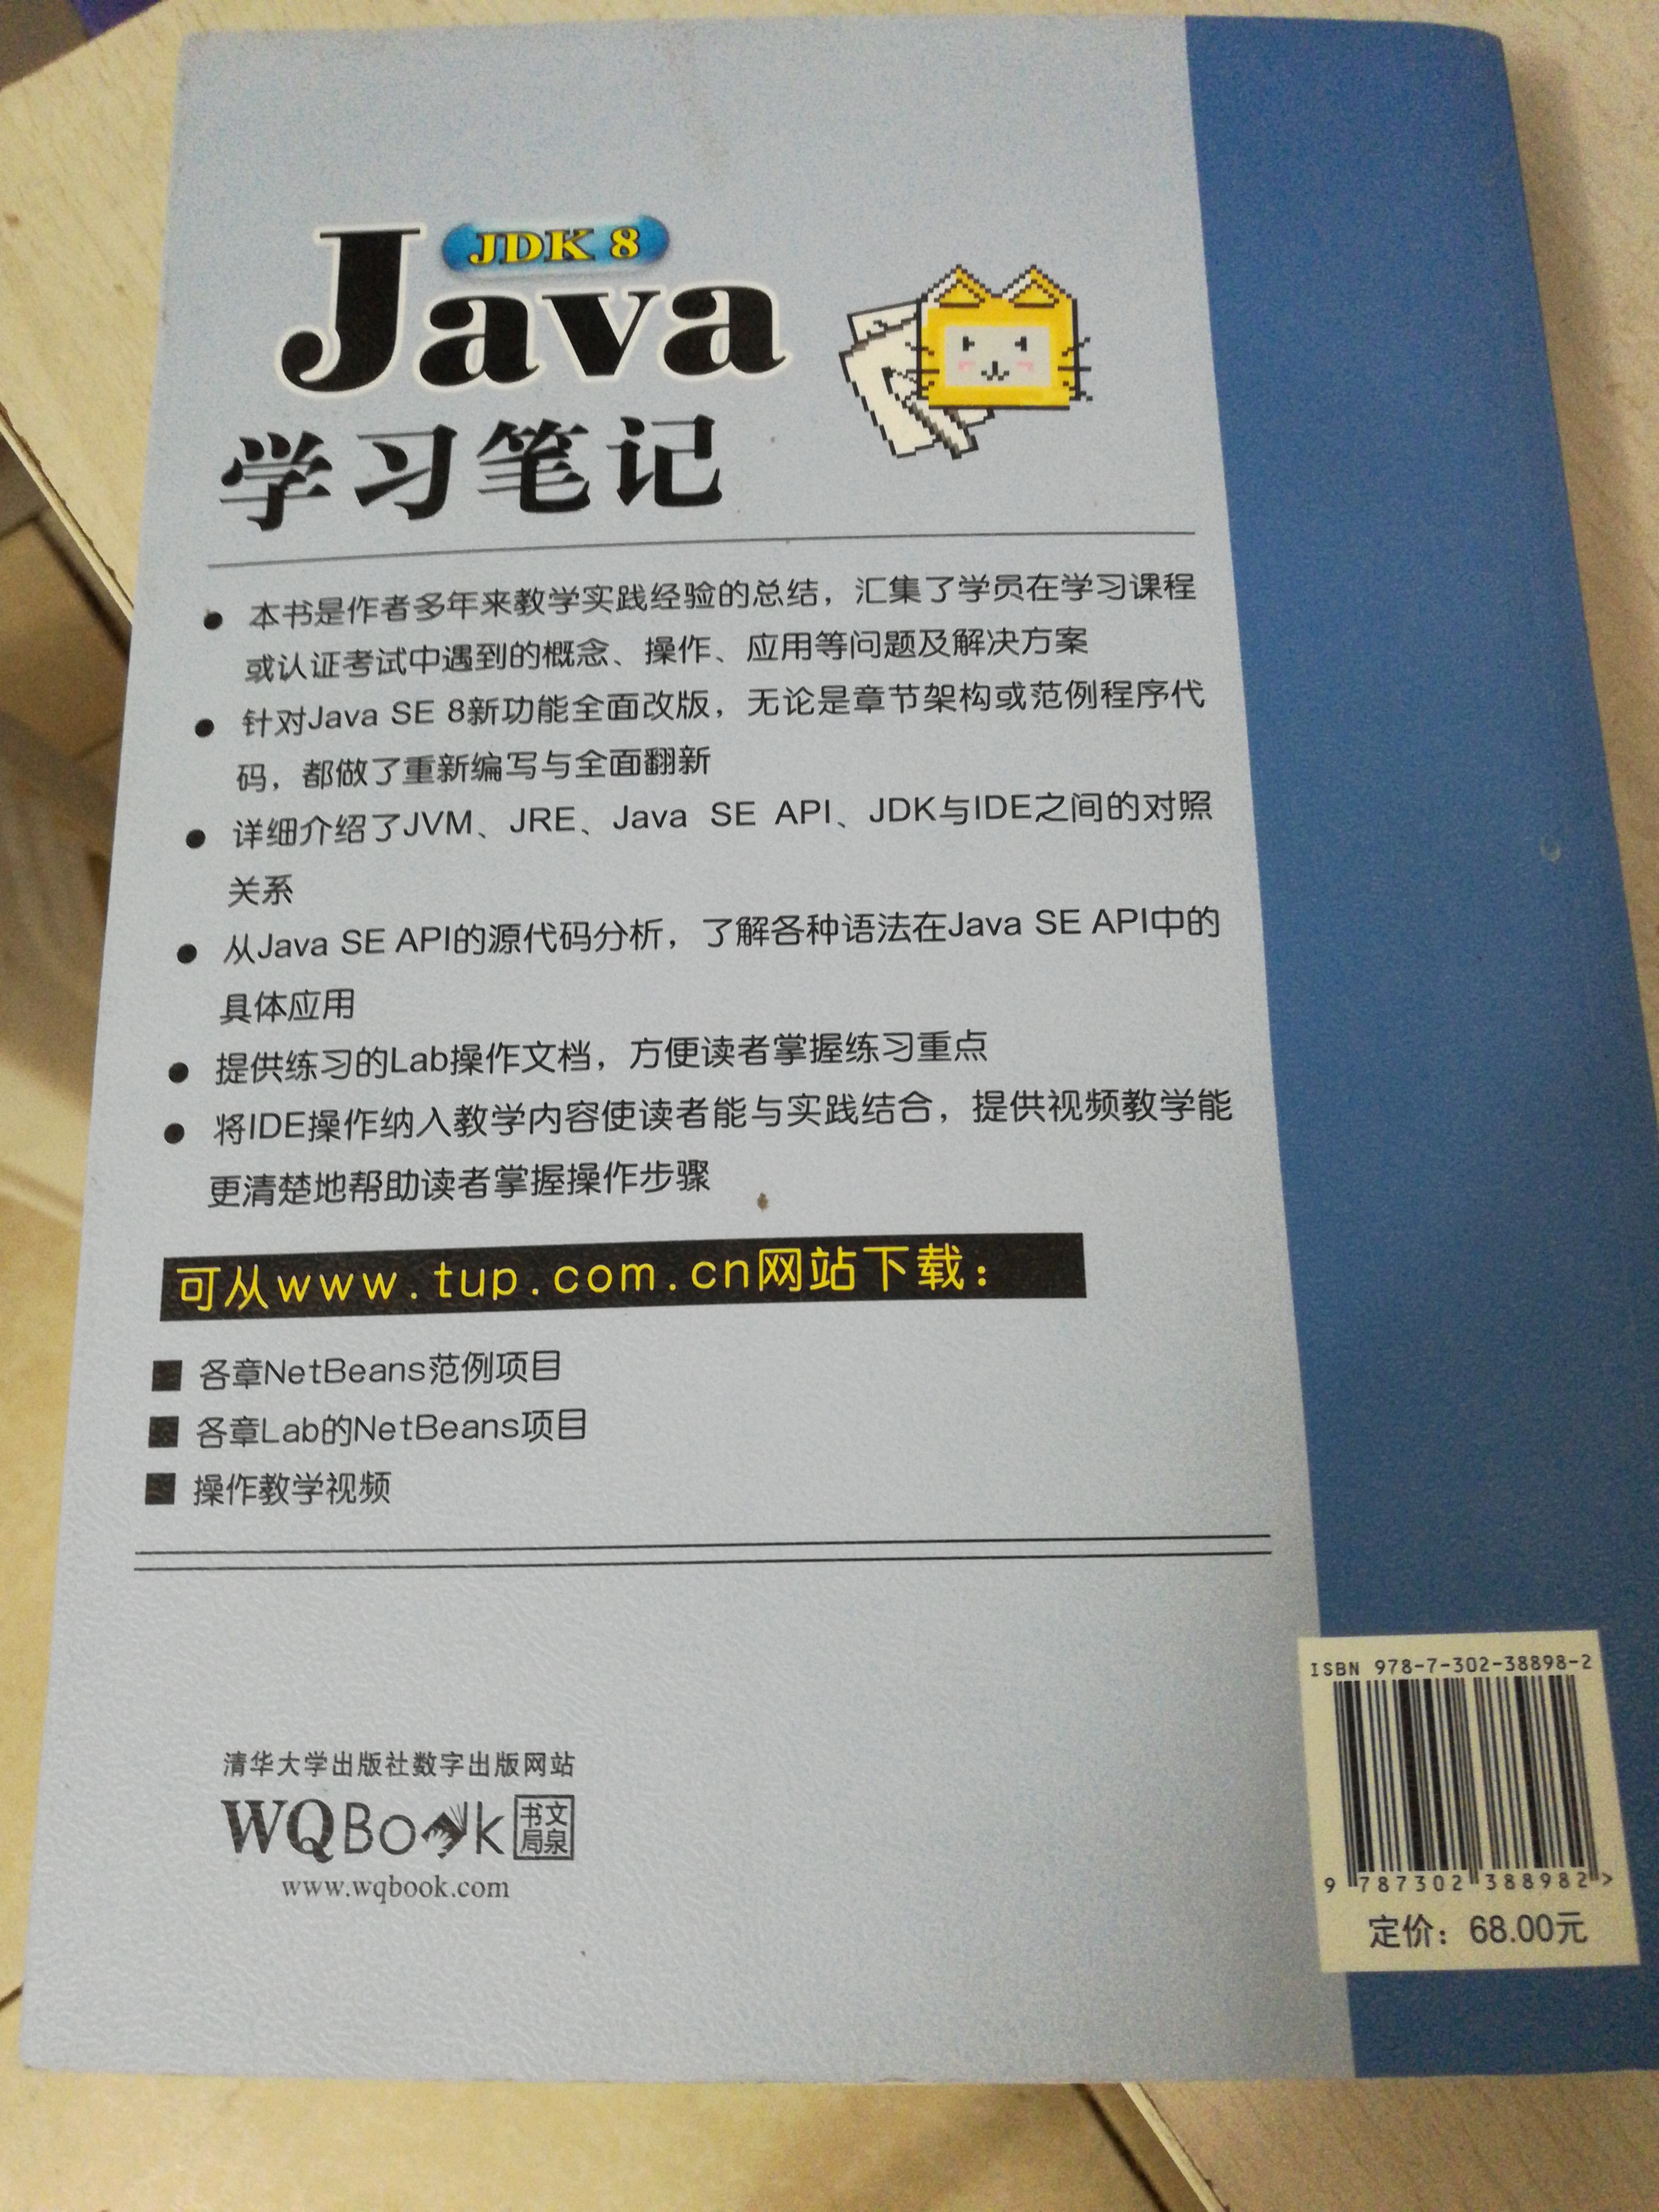 JDK 8
Java
学习笔记
● 本书是作者多年来教学实践经验的总结，汇集了学员在学习课程
或认证考试中遇到的概念、操作、应用等问题及解决方案
● 针对Java SE 8新功能全面改版，无论是章节架构或范例程序代
码，都做了重新编写与全面翻新
● 详细介绍了JVM、JRE、Java SE API、JDK与IDE之间的对照
关系
● 从Java SE API的源代码分析，了解各种语法在Java SE API中的
具体应用
● 提供练习的Lab操作文档，方便读者掌握练习重点
● 将IDE操作纳入教学内容使读者能与实践结合，提供视频教学能
更清楚地帮助读者掌握操作步骤
可从www.tup.com.cn网站下载：
■ 各章NetBeans范例项目
■ 各章Lab的NetBeans项目
■ 操作教学视频
清华大学出版社数字出版网站
WQBook 文泉书局
www.wqbook.com
ISBN 978-7-302-38898-2
9 787302 388982 >
定价：68.00元